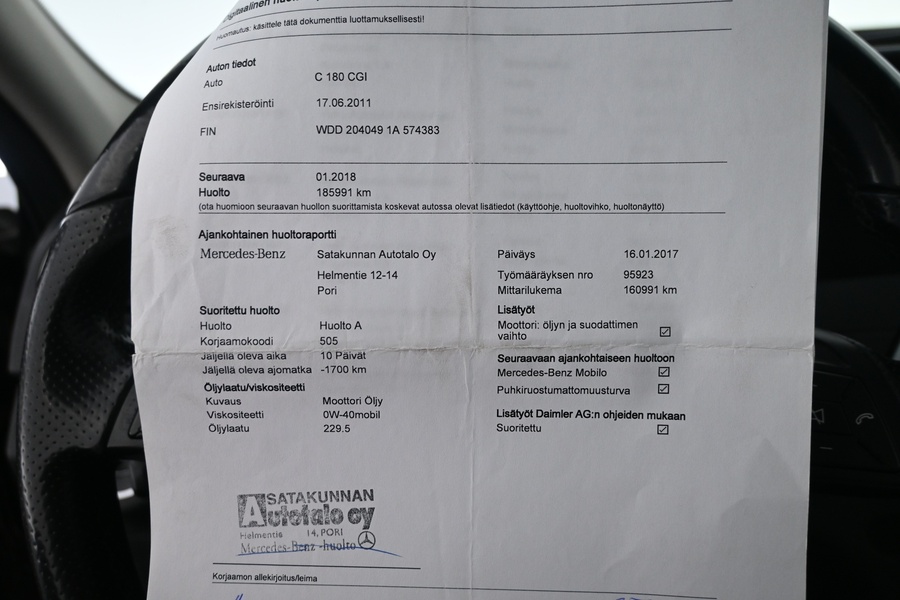 Huomautus: käsittele tätä dokumenttia luottamuksellisesti!
Auton tiedot
Auto C 180 CGI
Ensirekisteröinti 17.06.2011
FIN WDD 204049 1A 574383
Seuraava 01.2018
Huolto 185991 km
(ota huomioon seuraavan huollon suorittamista koskevat autossa olevat lisätiedot (käyttöohje, huoltovihko, huoltonäyttö)
Ajankohtainen huoltoraportti
Mercedes-Benz Satakunnan Autotalo Oy Päiväys 16.01.2017
Helmentie 12-14 Työmääräyksen nro 95923
Pori Mittarilukema 160991 km
Suoritettu huolto Lisätyöt
Huolto Huolto A Moottori: öljyn ja suodattimen
vaihto ☑
Korjaamokoodi 505
Jäljellä oleva aika 10 Päivät Seuraavaan ajankohtaiseen huoltoon
Jäljellä oleva ajomatka -1700 km Mercedes-Benz Mobilo ☑
Öljylaatu/viskositeetti Puhkiruostumattomuusturva ☑
Kuvaus Moottori Öljy
Viskositeetti 0W-40mobil Lisätyöt Daimler AG:n ohjeiden mukaan
Öljylaatu 229.5 Suoritettu ☑
SATAKUNNAN
Autotalo oy
Helmentie 14, PORI
Mercedes-Benz -huolto
Korjaamon allekirjoitus/leima